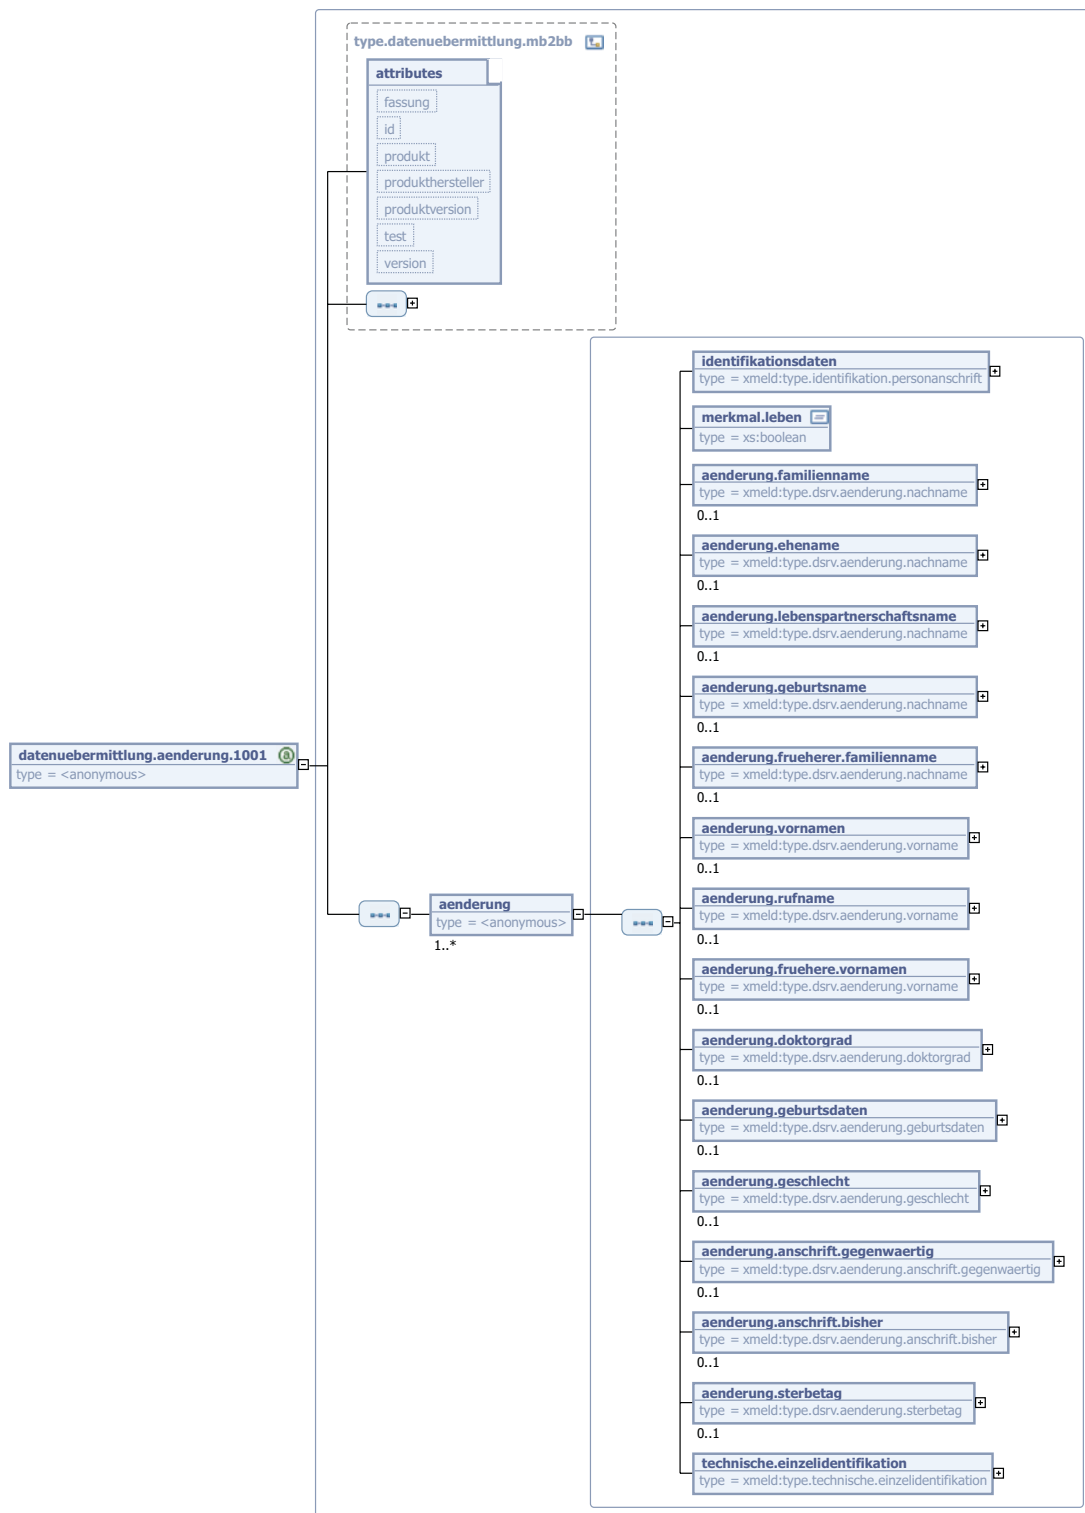 type.datenuebermittlung.mb2bb
attributes
fassung
id
produkt
produkthersteller
produktversion
test
version
identifikationsdaten
type = xmeld:type.identifikation.personanschrift
merkmal.leben
type = xs:boolean
aenderung.familienname
type = xmeld:type.dsrv.aenderung.nachname
0..1
aenderung.ehename
type = xmeld:type.dsrv.aenderung.nachname
0..1
aenderung.lebenspartnerschaftsname
type = xmeld:type.dsrv.aenderung.nachname
0..1
aenderung.geburtsname
type = xmeld:type.dsrv.aenderung.nachname
0..1
datenuebermittlung.aenderung.1001 a
type = <anonymous>
aenderung.frueherer.familienname
type = xmeld:type.dsrv.aenderung.nachname
0..1
aenderung.vornamen
type = xmeld:type.dsrv.aenderung.vorname
0..1
aenderung
type = <anonymous>
1..*
aenderung.rufname
type = xmeld:type.dsrv.aenderung.vorname
0..1
aenderung.fruehere.vornamen
type = xmeld:type.dsrv.aenderung.vorname
0..1
aenderung.doktorgrad
type = xmeld:type.dsrv.aenderung.doktorgrad
0..1
aenderung.geburtsdaten
type = xmeld:type.dsrv.aenderung.geburtsdaten
0..1
aenderung.geschlecht
type = xmeld:type.dsrv.aenderung.geschlecht
0..1
aenderung.anschrift.gegenwaertig
type = xmeld:type.dsrv.aenderung.anschrift.gegenwaertig
0..1
aenderung.anschrift.bisher
type = xmeld:type.dsrv.aenderung.anschrift.bisher
0..1
aenderung.sterbetag
type = xmeld:type.dsrv.aenderung.sterbetag
0..1
technische.einzelidentifikation
type = xmeld:type.technische.einzelidentifikation